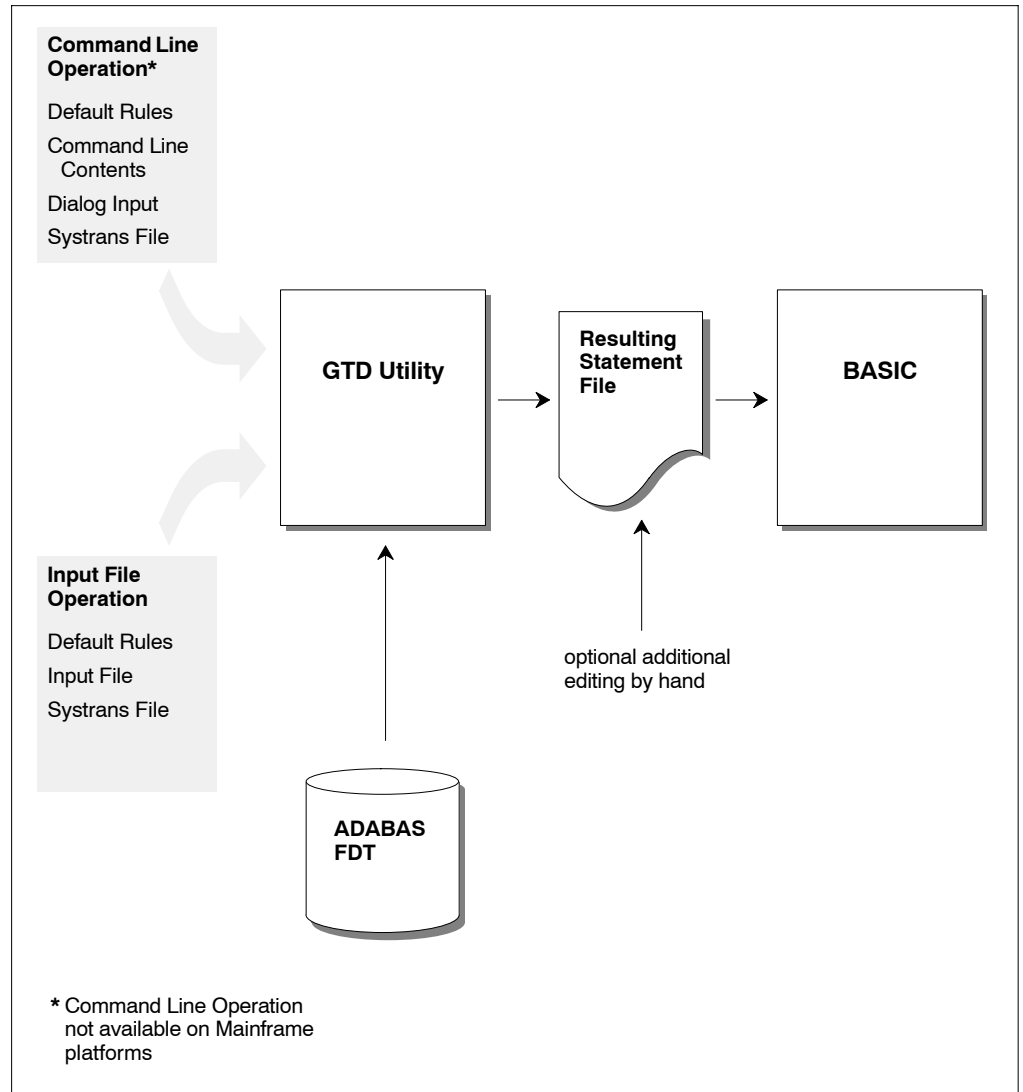 Command Line
Operation*
Default Rules
Command Line
Contents
Dialog Input
Systrans File
GTD Utility
Resulting
Statement
File
BASIC
Input File
Operation
Default Rules
Input File
Systrans File
optional additional
editing by hand
ADABAS
FDT
* Command Line Operation
not available on Mainframe
platforms